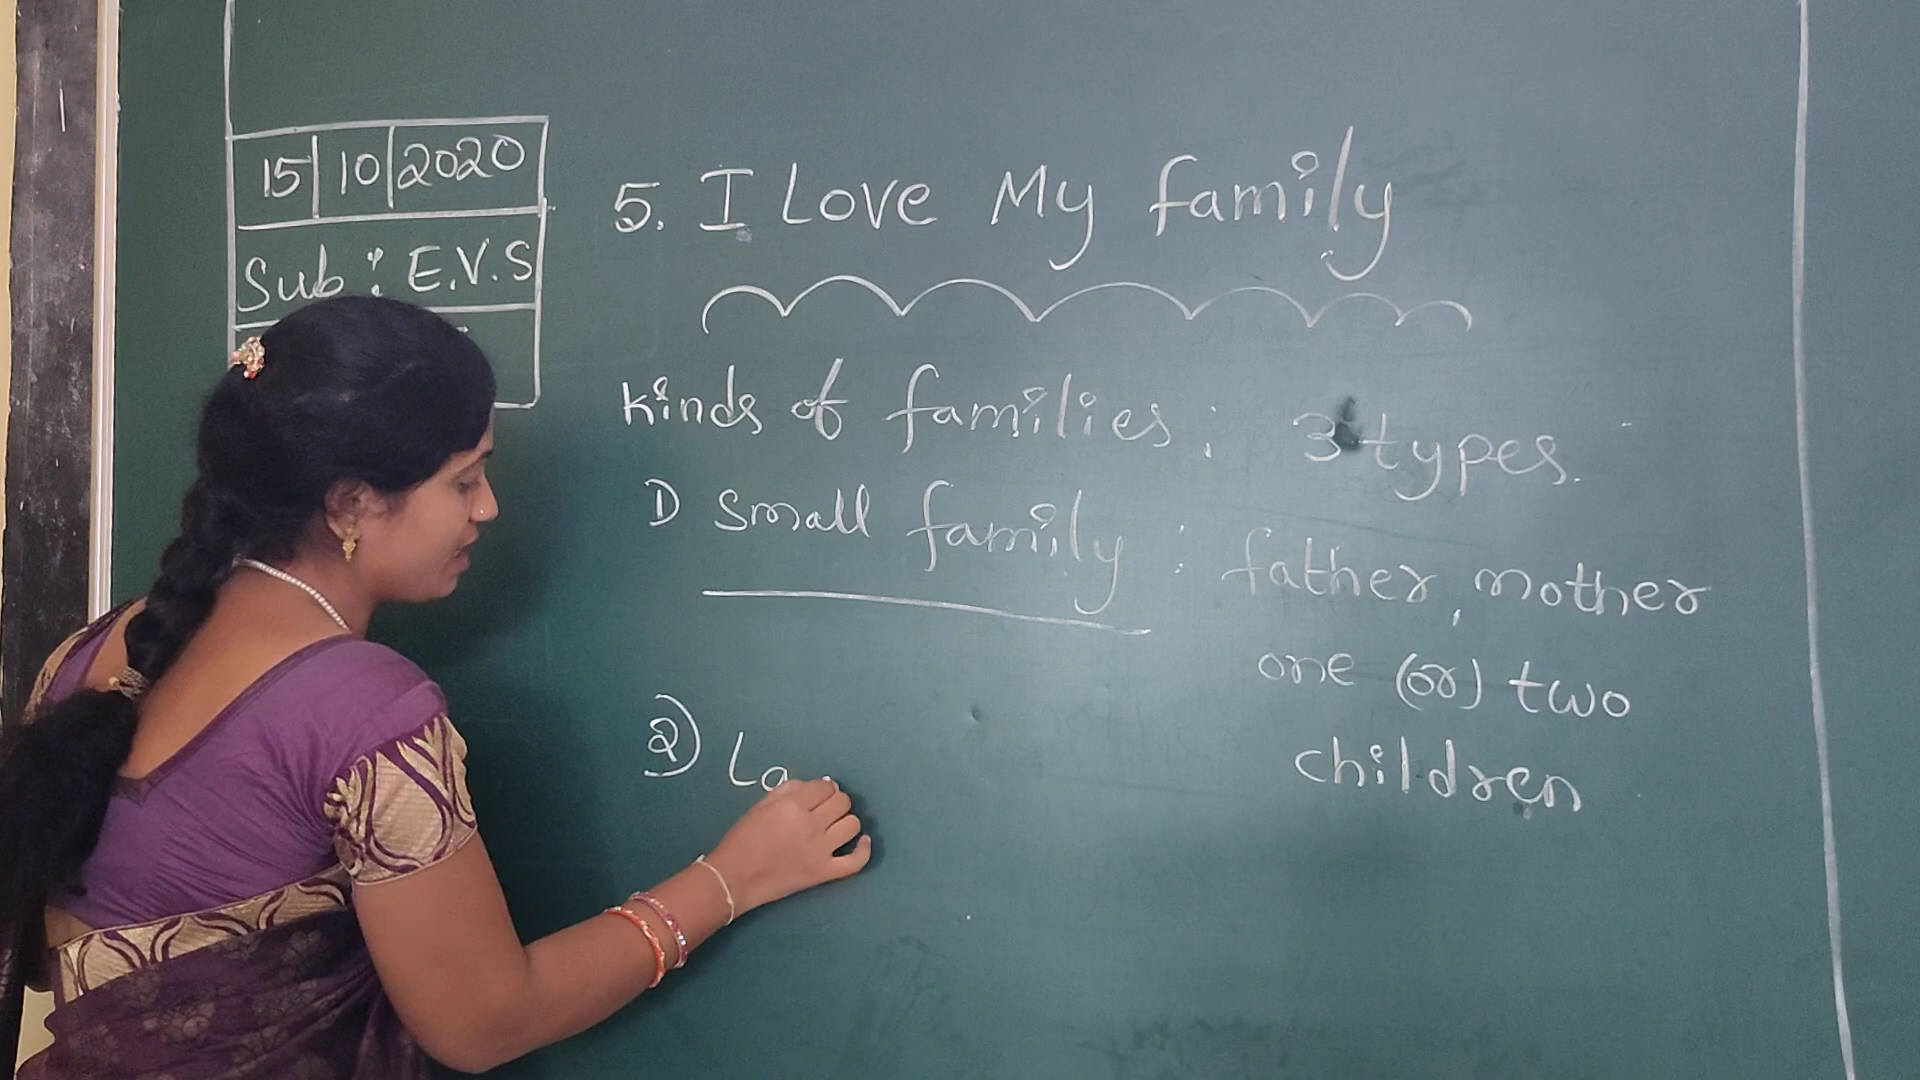 15|10|2020
Sub : E.V.S
5. I Love My family
Kinds of families : 3 types.
1) Small family : father, mother
one (or) two
children
2) La